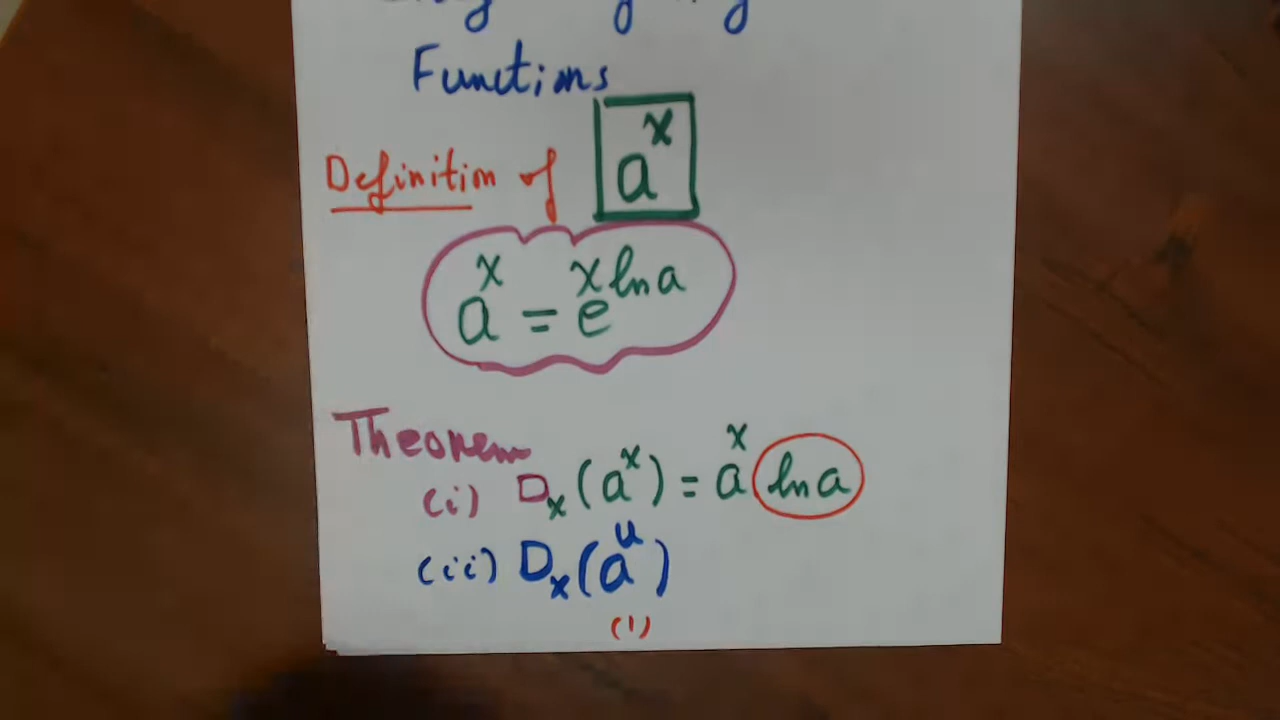 Functions
Definition of a^x
a^x = e^{x ln a}
Theorem
(i) D_x(a^x) = a^x ln a
(ii) D_x(a^u)
(1)